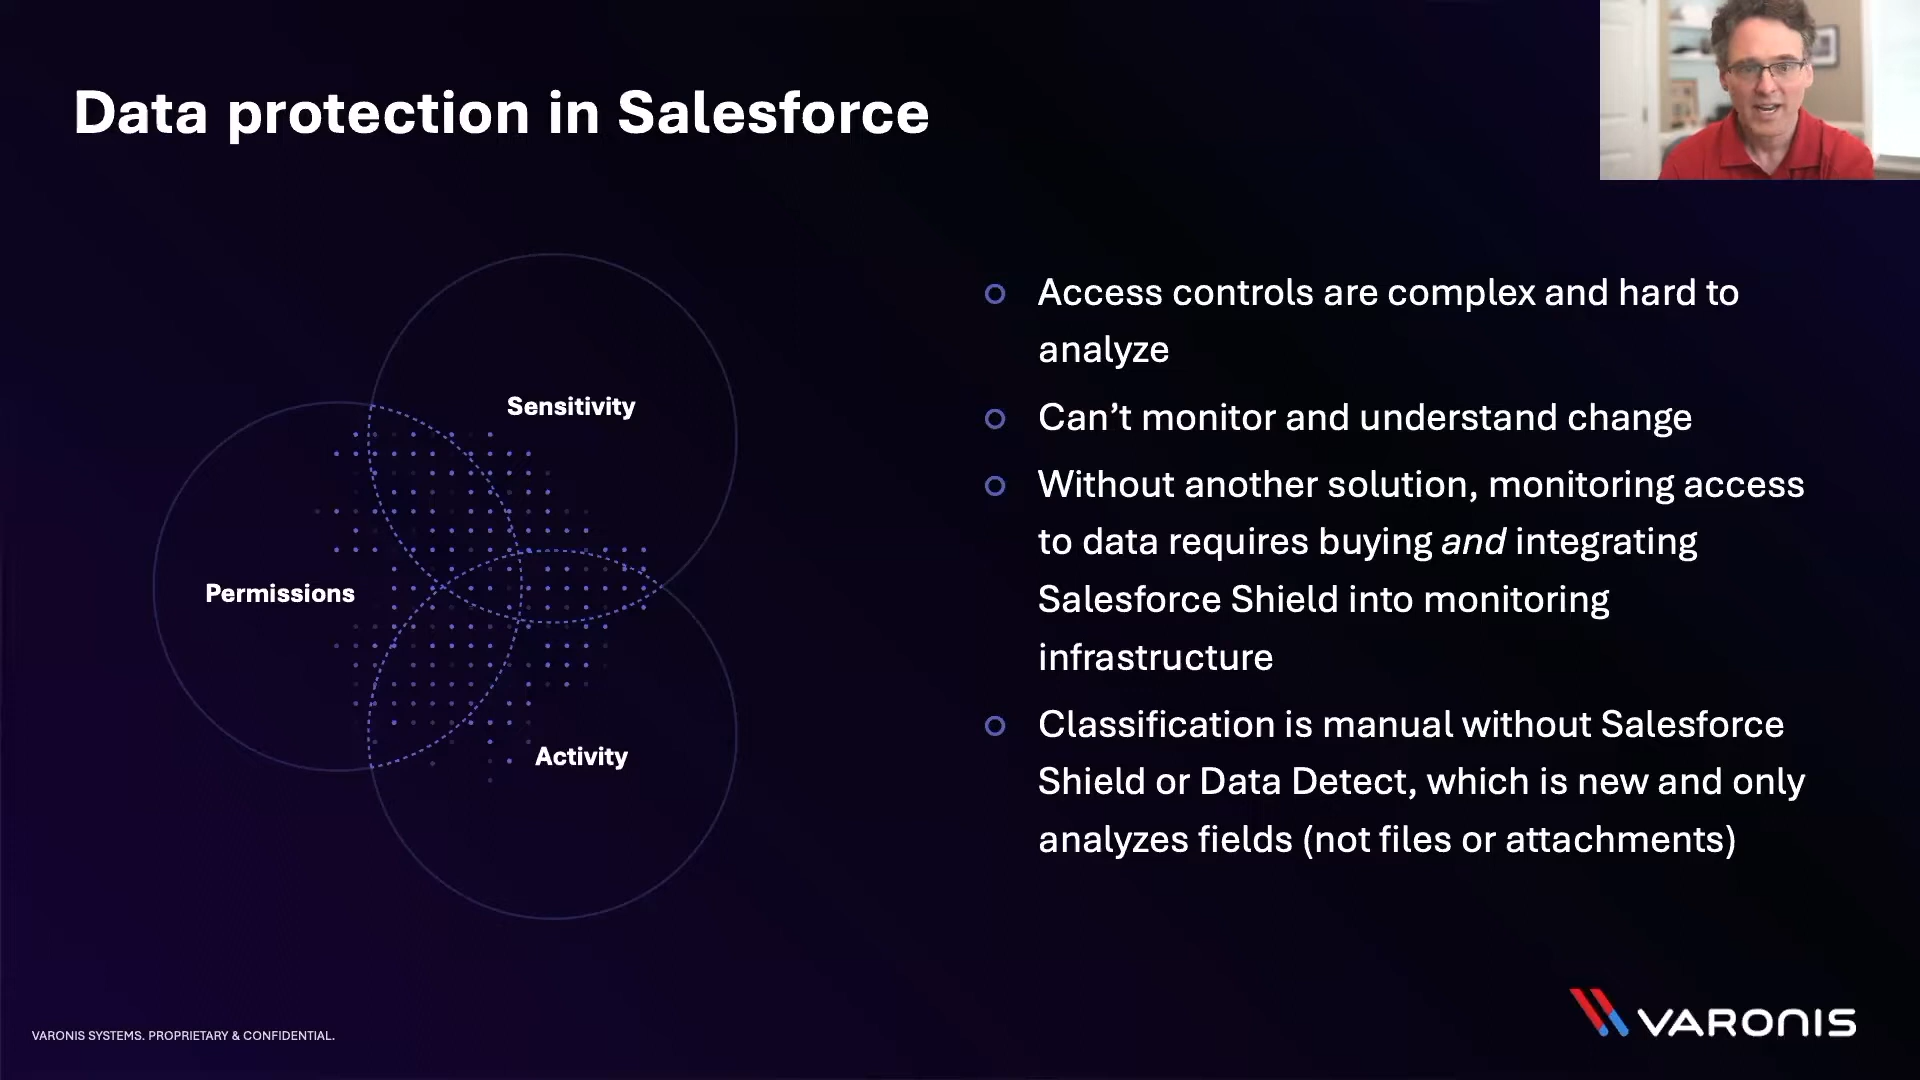 Data protection in Salesforce
Sensitivity
Permissions
Activity
Access controls are complex and hard to
analyze
Can’t monitor and understand change
Without another solution, monitoring access
to data requires buying and integrating
Salesforce Shield into monitoring
infrastructure
Classification is manual without Salesforce
Shield or Data Detect, which is new and only
analyzes fields (not files or attachments)
VARONIS SYSTEMS. PROPRIETARY & CONFIDENTIAL.
VARONIS